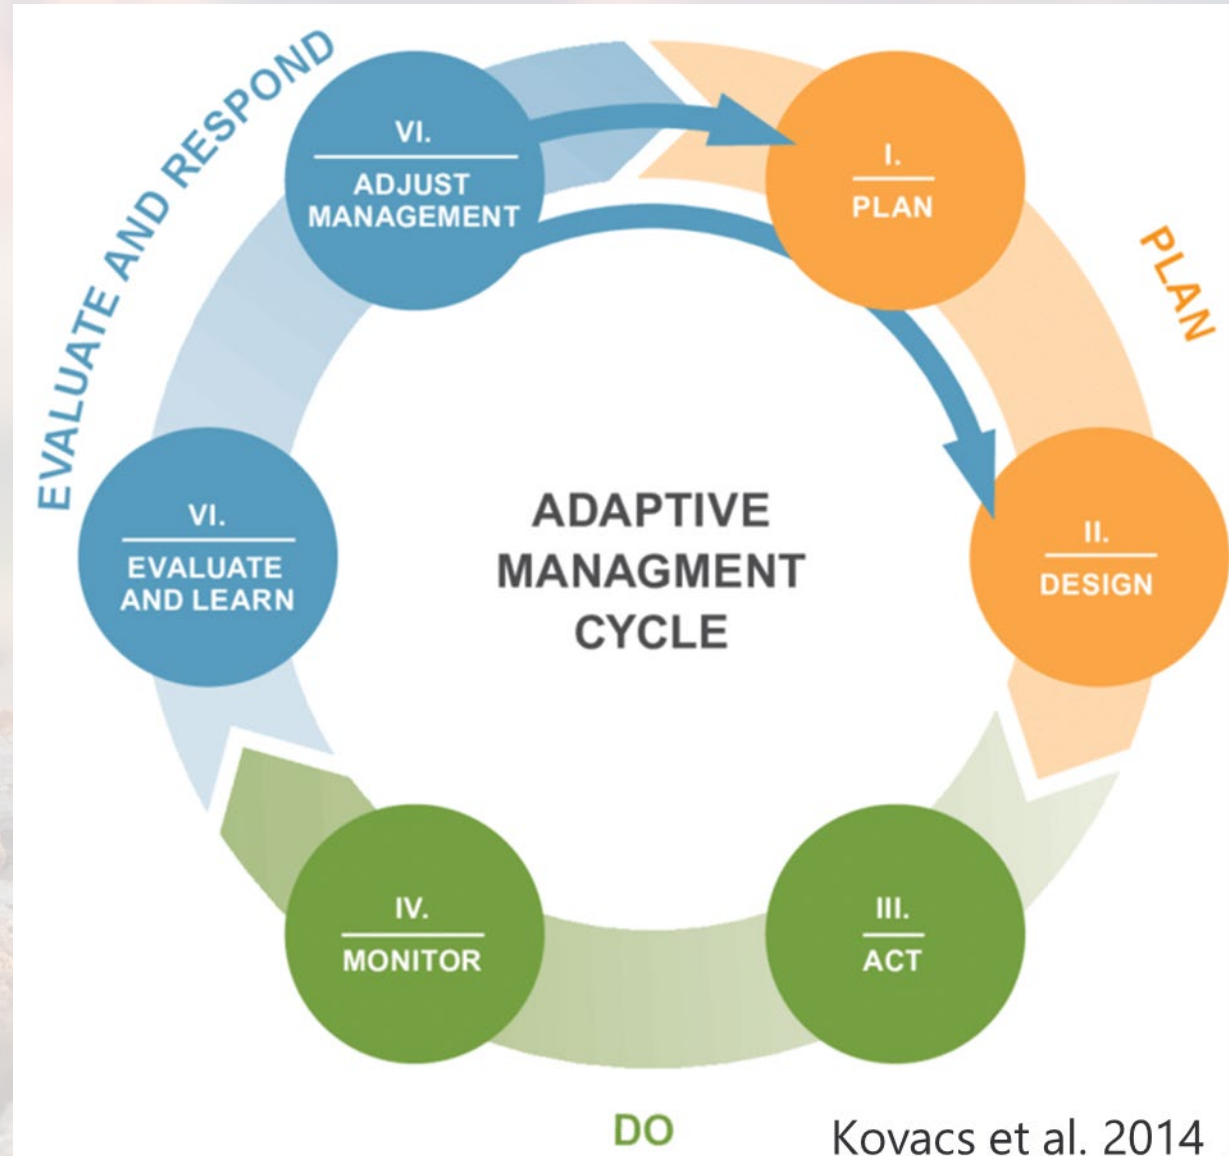 EVALUATE AND RESPOND
VI.
ADJUST
MANAGEMENT
I.
PLAN
PLAN
ADAPTIVE
MANAGMENT
CYCLE
VI.
EVALUATE
AND LEARN
II.
DESIGN
IV.
MONITOR
III.
ACT
DO
Kovacs et al. 2014